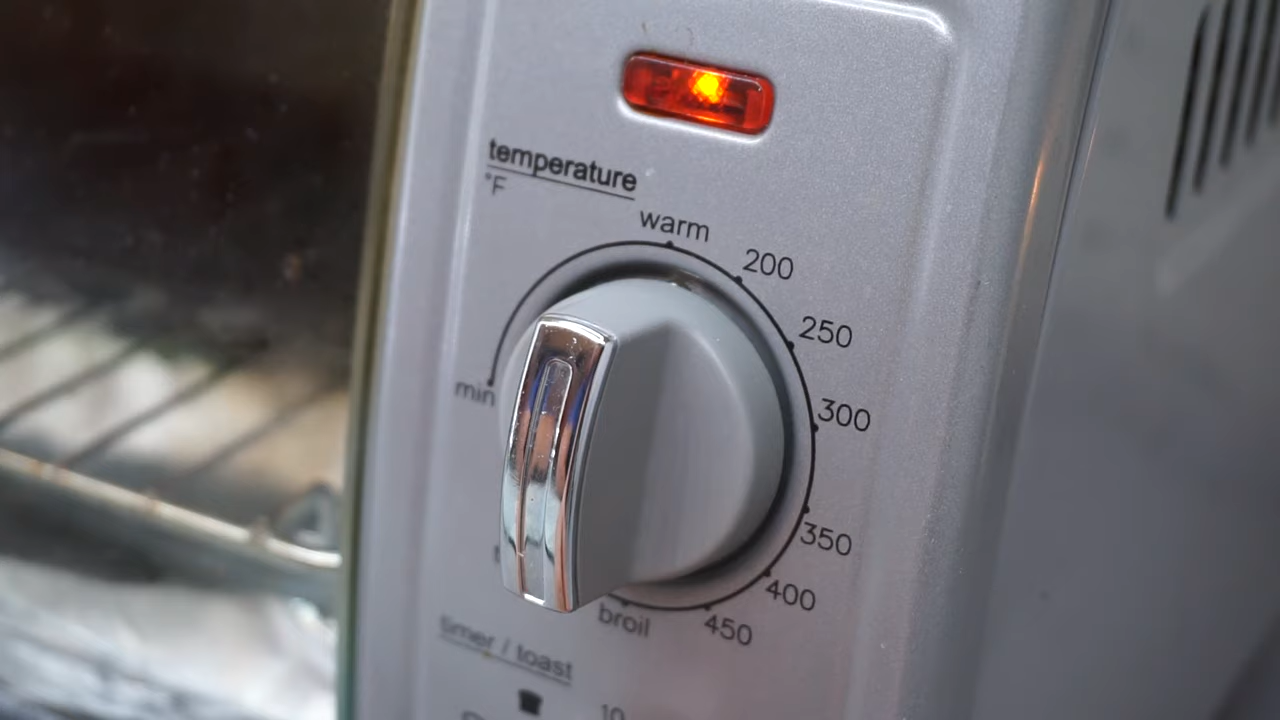 temperature
°F
warm
200
250
min
300
350
400
broil
450
timer / toast
10